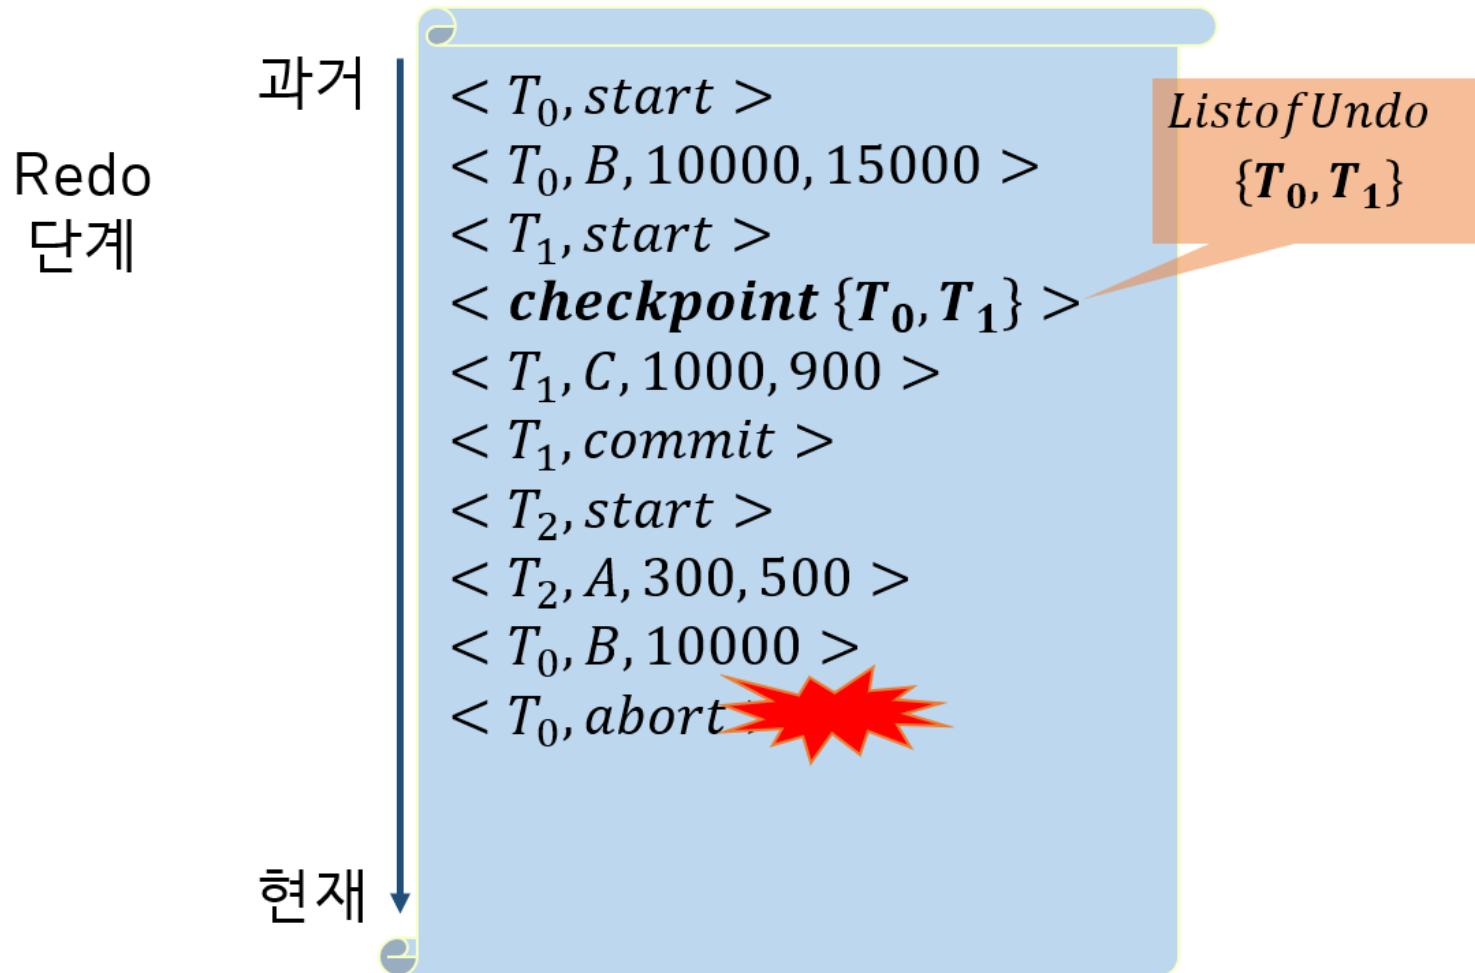 과거
Redo
단계
< T₀, start >
< T₀, B, 10000, 15000 >
< T₁, start >
< checkpoint {T₀, T₁} >
< T₁, C, 1000, 900 >
< T₁, commit >
< T₂, start >
< T₂, A, 300, 500 >
< T₀, B, 10000 >
< T₀, abort
현재
ListofUndo
{T₀, T₁}